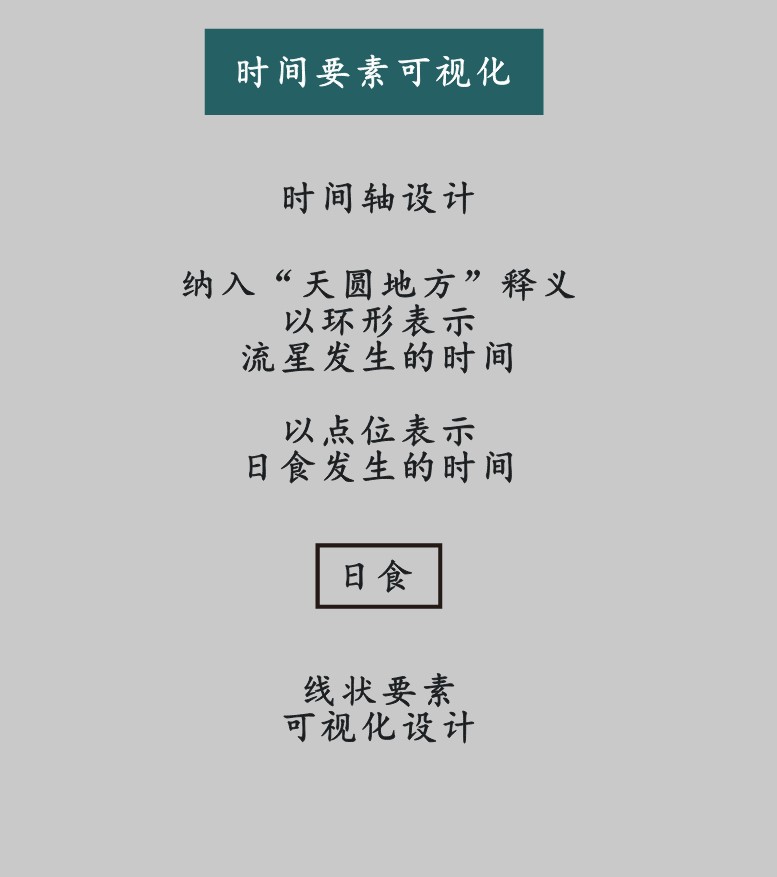 时间要素可视化
时间轴设计
纳入“天圆地方”释义
以环形表示
流星发生的时间
以点位表示
日食发生的时间
日食
线状要素
可视化设计